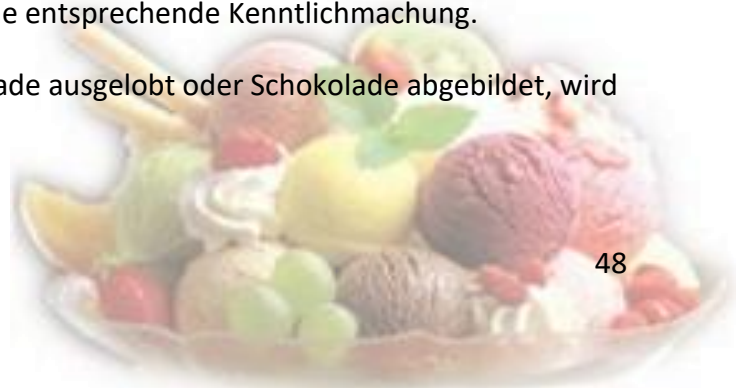 e entsprechende Kenntlichmachung.
ade ausgelobt oder Schokolade abgebildet, wird
48